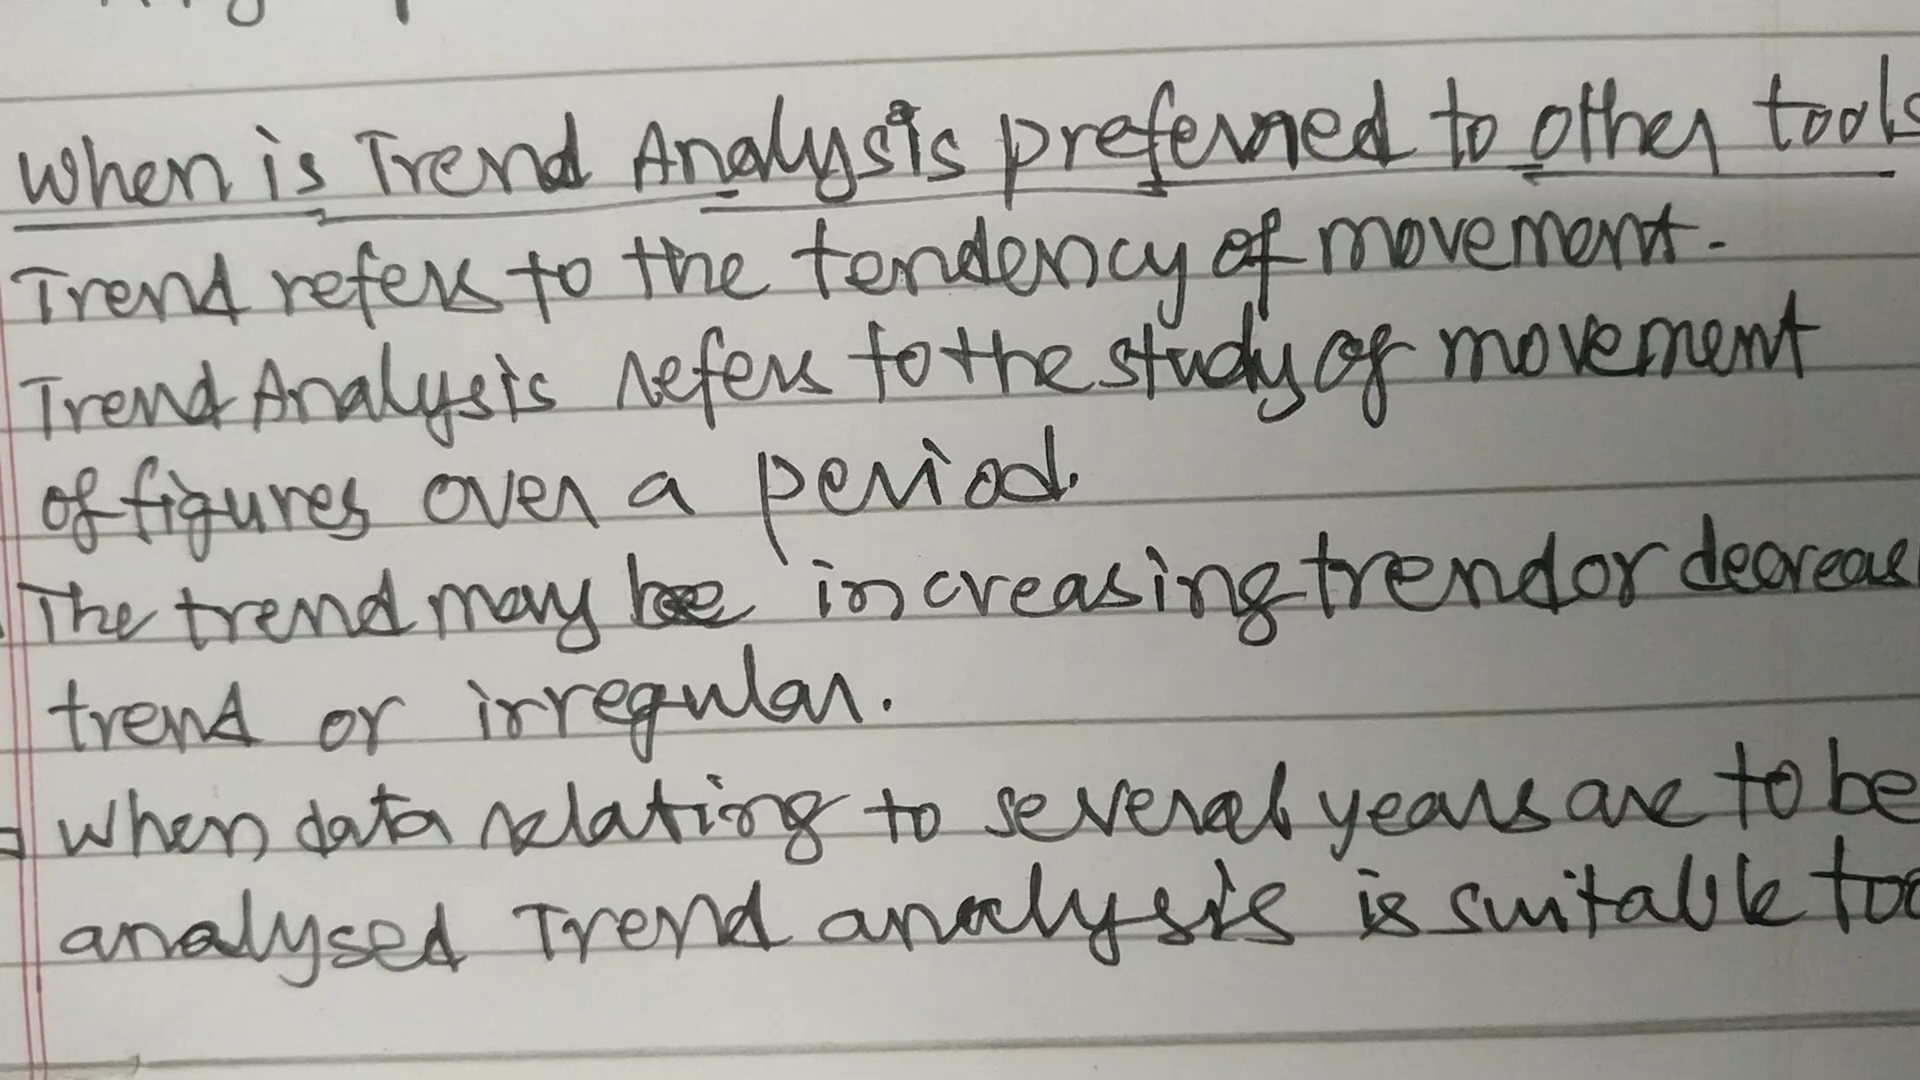 When is Trend Analysis preferred to other tools
Trend refers to the tendency of movement.
Trend Analysis refers to the study of movement
of figures over a period.
The trend may be increasing trend or decreas
trend or irregular.
When data relating to several years are to be
analysed Trend analysis is suitable too